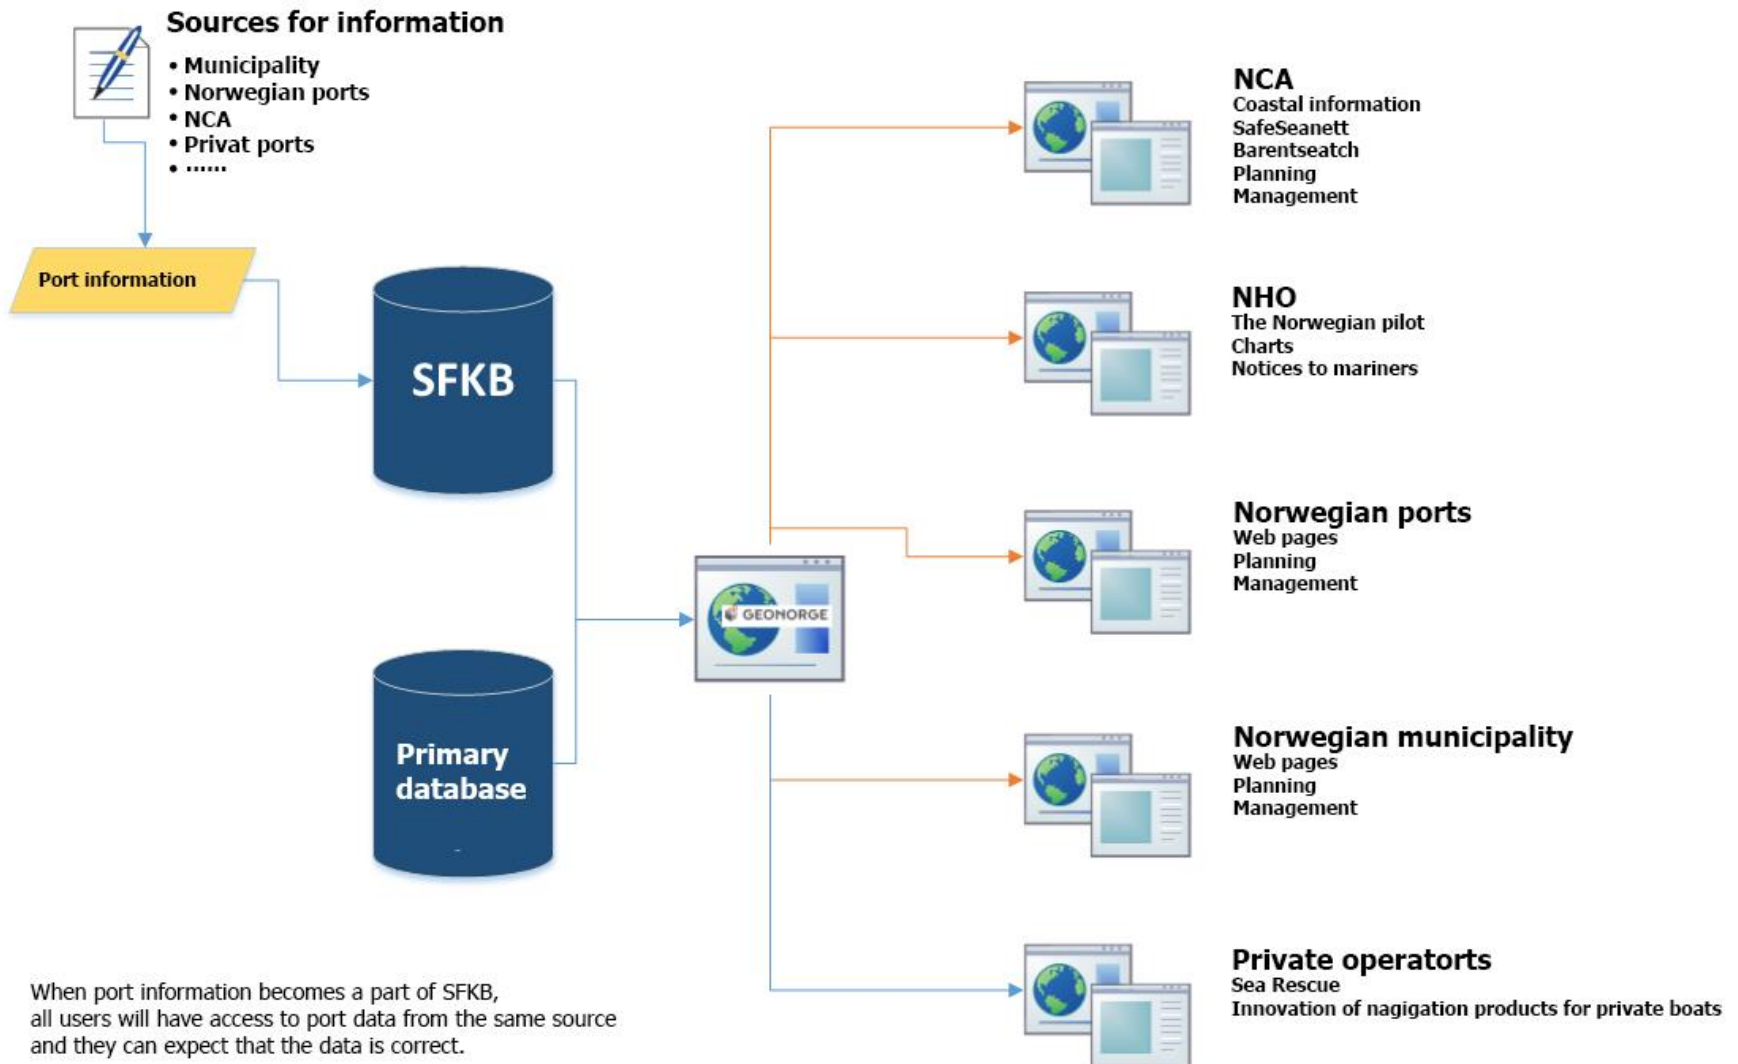 Sources for information
• Municipality
• Norwegian ports
• NCA
• Privat ports
• ......
Port information
SFKB
Primary
database
-
GEONORGE
NCA
Coastal information
SafeSeanett
Barentseatch
Planning
Management
NHO
The Norwegian pilot
Charts
Notices to mariners
Norwegian ports
Web pages
Planning
Management
Norwegian municipality
Web pages
Planning
Management
Private operatorts
Sea Rescue
Innovation of nagigation products for private boats
When port information becomes a part of SFKB,
all users will have access to port data from the same source
and they can expect that the data is correct.